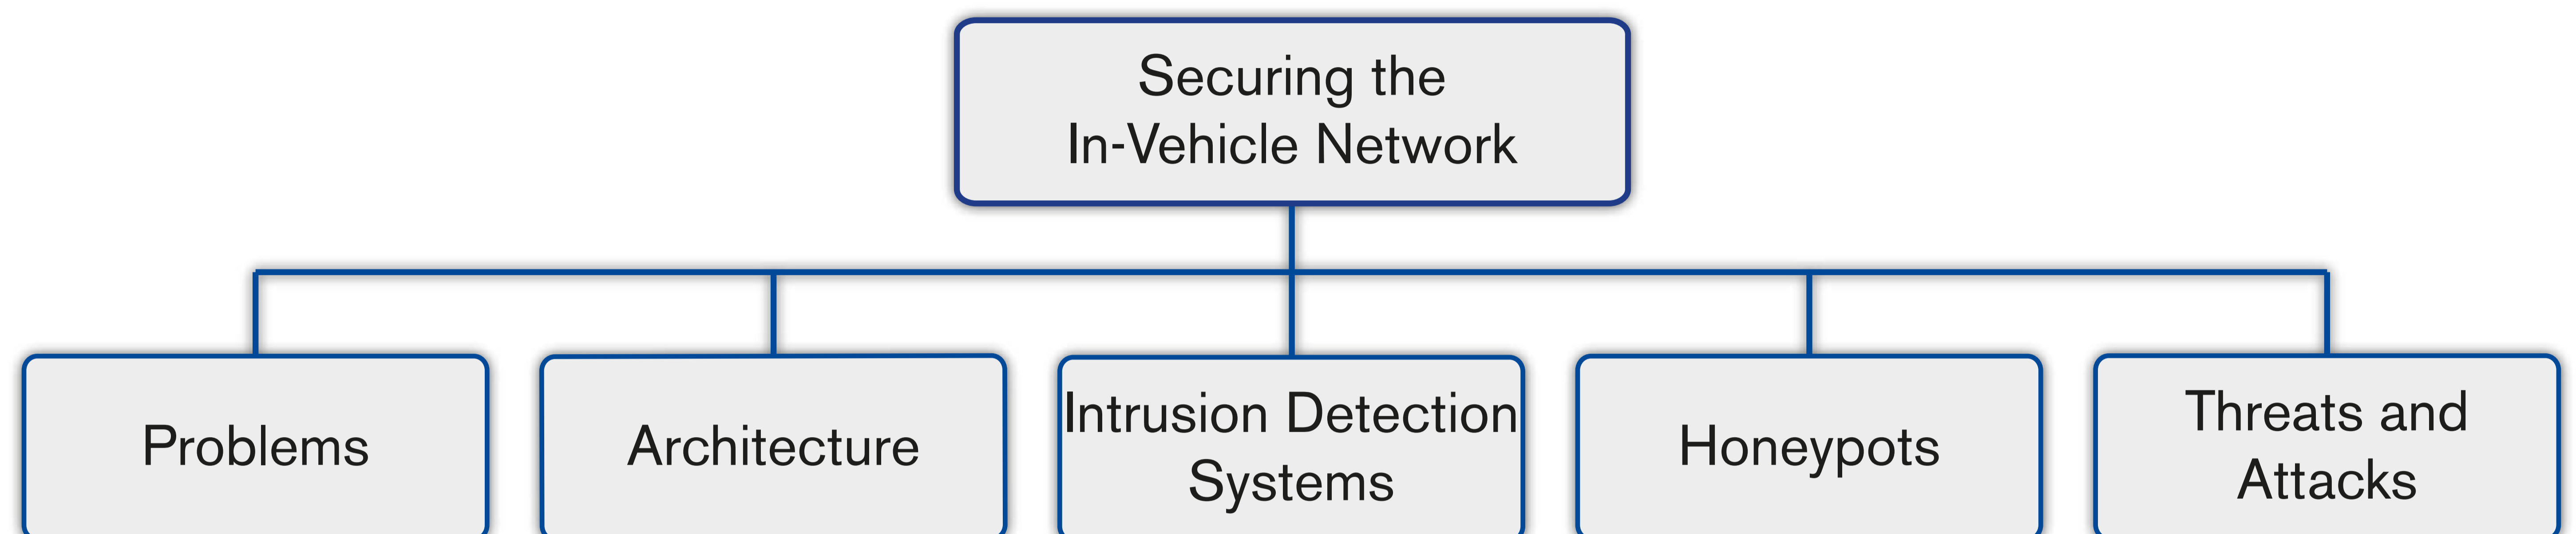 Securing the
In-Vehicle Network
Problems
Architecture
Intrusion Detection
Systems
Honeypots
Threats and
Attacks